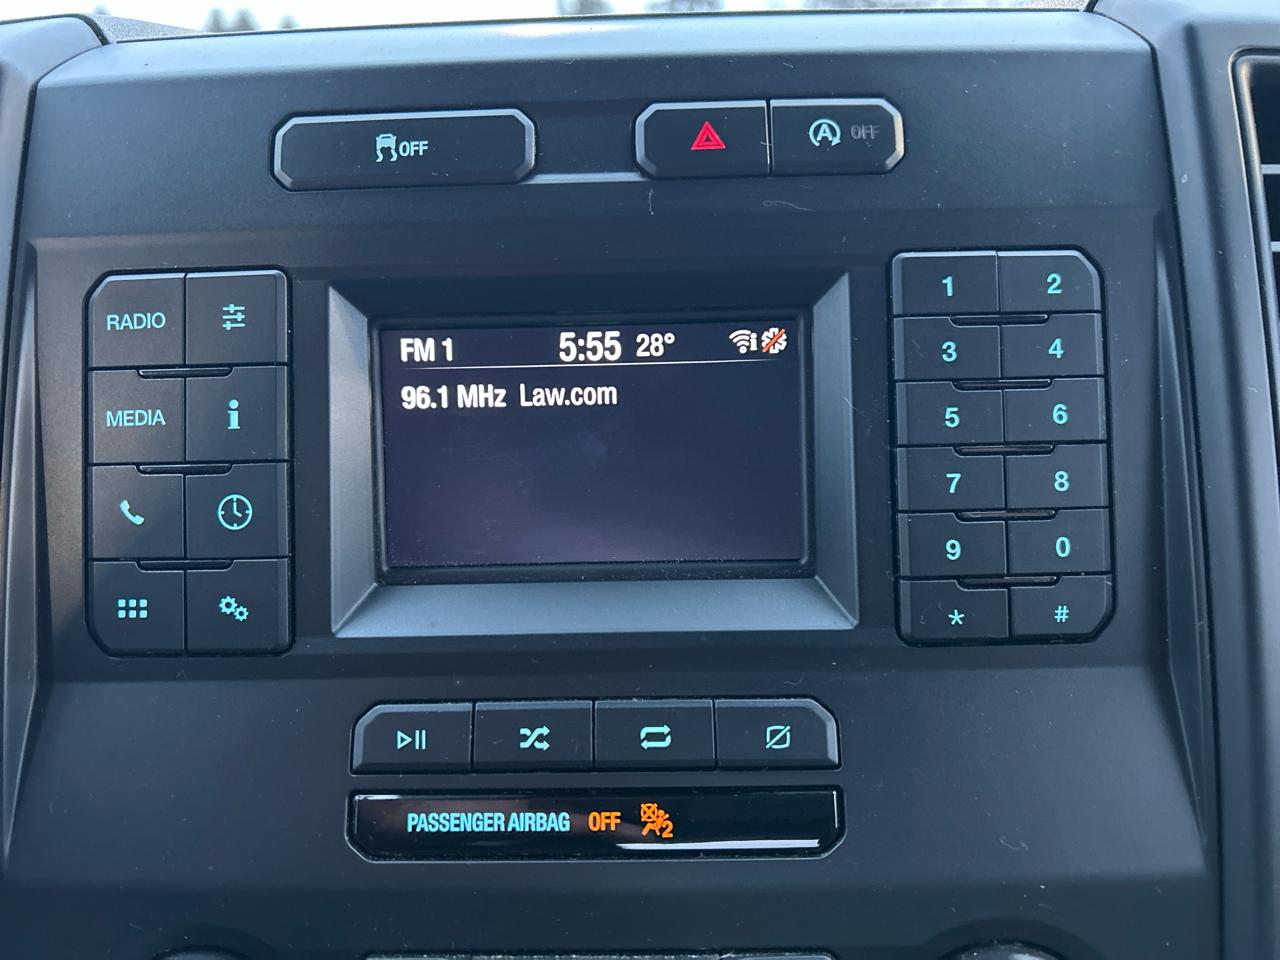 OFF
A OFF
RADIO
MEDIA
i
FM 1 5:55 28° i
96.1 MHz Law.com
1 2
3 4
5 6
7 8
9 0
* #
PASSENGER AIRBAG OFF 2